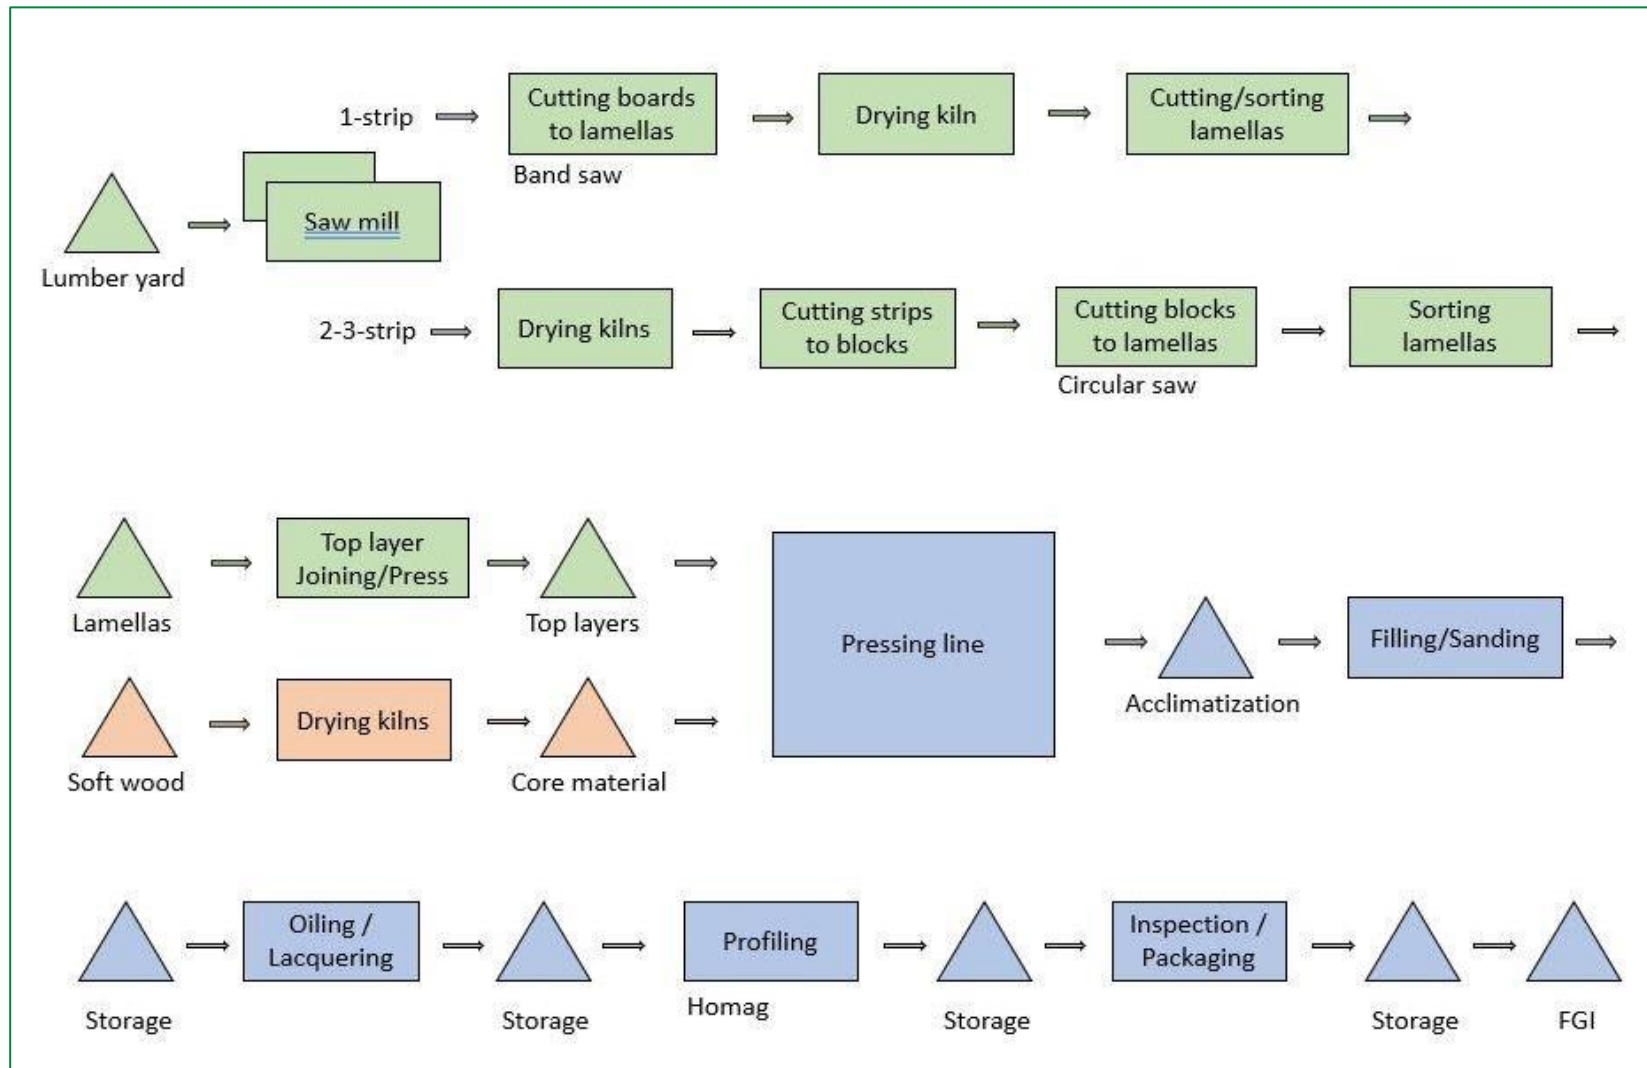 1-strip
Cutting boards
to lamellas
Band saw
Drying kiln
Cutting/sorting
lamellas
Lumber yard
Saw mill
2-3-strip
Drying kilns
Cutting strips
to blocks
Cutting blocks
to lamellas
Circular saw
Sorting
lamellas
Lamellas
Top layer
Joining/Press
Top layers
Soft wood
Drying kilns
Core material
Pressing line
Acclimatization
Filling/Sanding
Storage
Oiling /
Lacquering
Storage
Profiling
Homag
Storage
Inspection /
Packaging
Storage
FGI